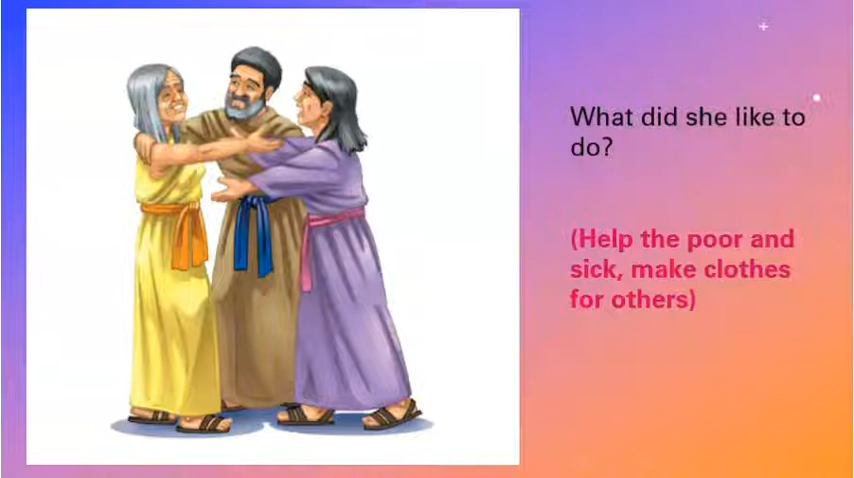 What did she like to
do?
(Help the poor and
sick, make clothes
for others)